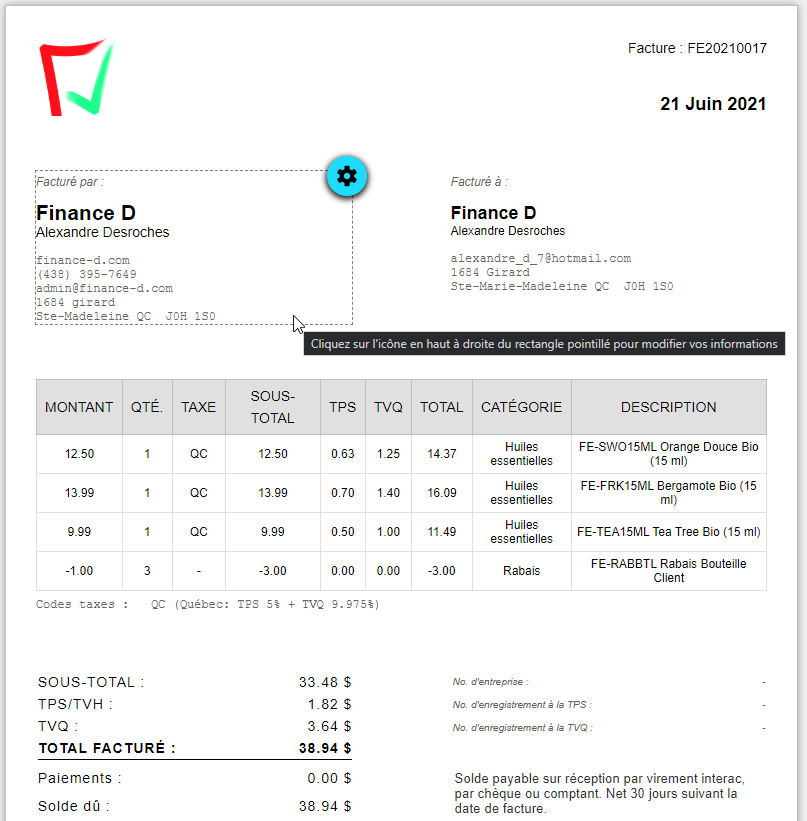 Facture : FE20210017
21 Juin 2021
Facturé par :
Finance D
Alexandre Desroches
finance-d.com
(438) 395-7649
admin@finance-d.com
1684 girard
Ste-Madeleine QC J0H 1S0
Facturé à :
Finance D
Alexandre Desroches
alexandre_d_7@hotmail.com
1684 Girard
Ste-Marie-Madeleine QC J0H 1S0
Cliquez sur l'icône en haut à droite du rectangle pointillé pour modifier vos informations
MONTANT QTÉ. TAXE SOUS-TOTAL TPS TVQ TOTAL CATÉGORIE DESCRIPTION
12.50 1 QC 12.50 0.63 1.25 14.37 Huiles essentielles FE-SWO15ML Orange Douce Bio (15 ml)
13.99 1 QC 13.99 0.70 1.40 16.09 Huiles essentielles FE-FRK15ML Bergamote Bio (15 ml)
9.99 1 QC 9.99 0.50 1.00 11.49 Huiles essentielles FE-TEA15ML Tea Tree Bio (15 ml)
-1.00 3 - -3.00 0.00 0.00 -3.00 Rabais FE-RABBTL Rabais Bouteille Client
Codes taxes : QC (Québec: TPS 5% + TVQ 9.975%)
SOUS-TOTAL : 33.48 $
TPS/TVH : 1.82 $
TVQ : 3.64 $
TOTAL FACTURÉ : 38.94 $
Paiements : 0.00 $
Solde dû : 38.94 $
No. d'entreprise : -
No. d'enregistrement à la TPS : -
No. d'enregistrement à la TVQ : -
Solde payable sur réception par virement interac,
par chèque ou comptant. Net 30 jours suivant la
date de facture.